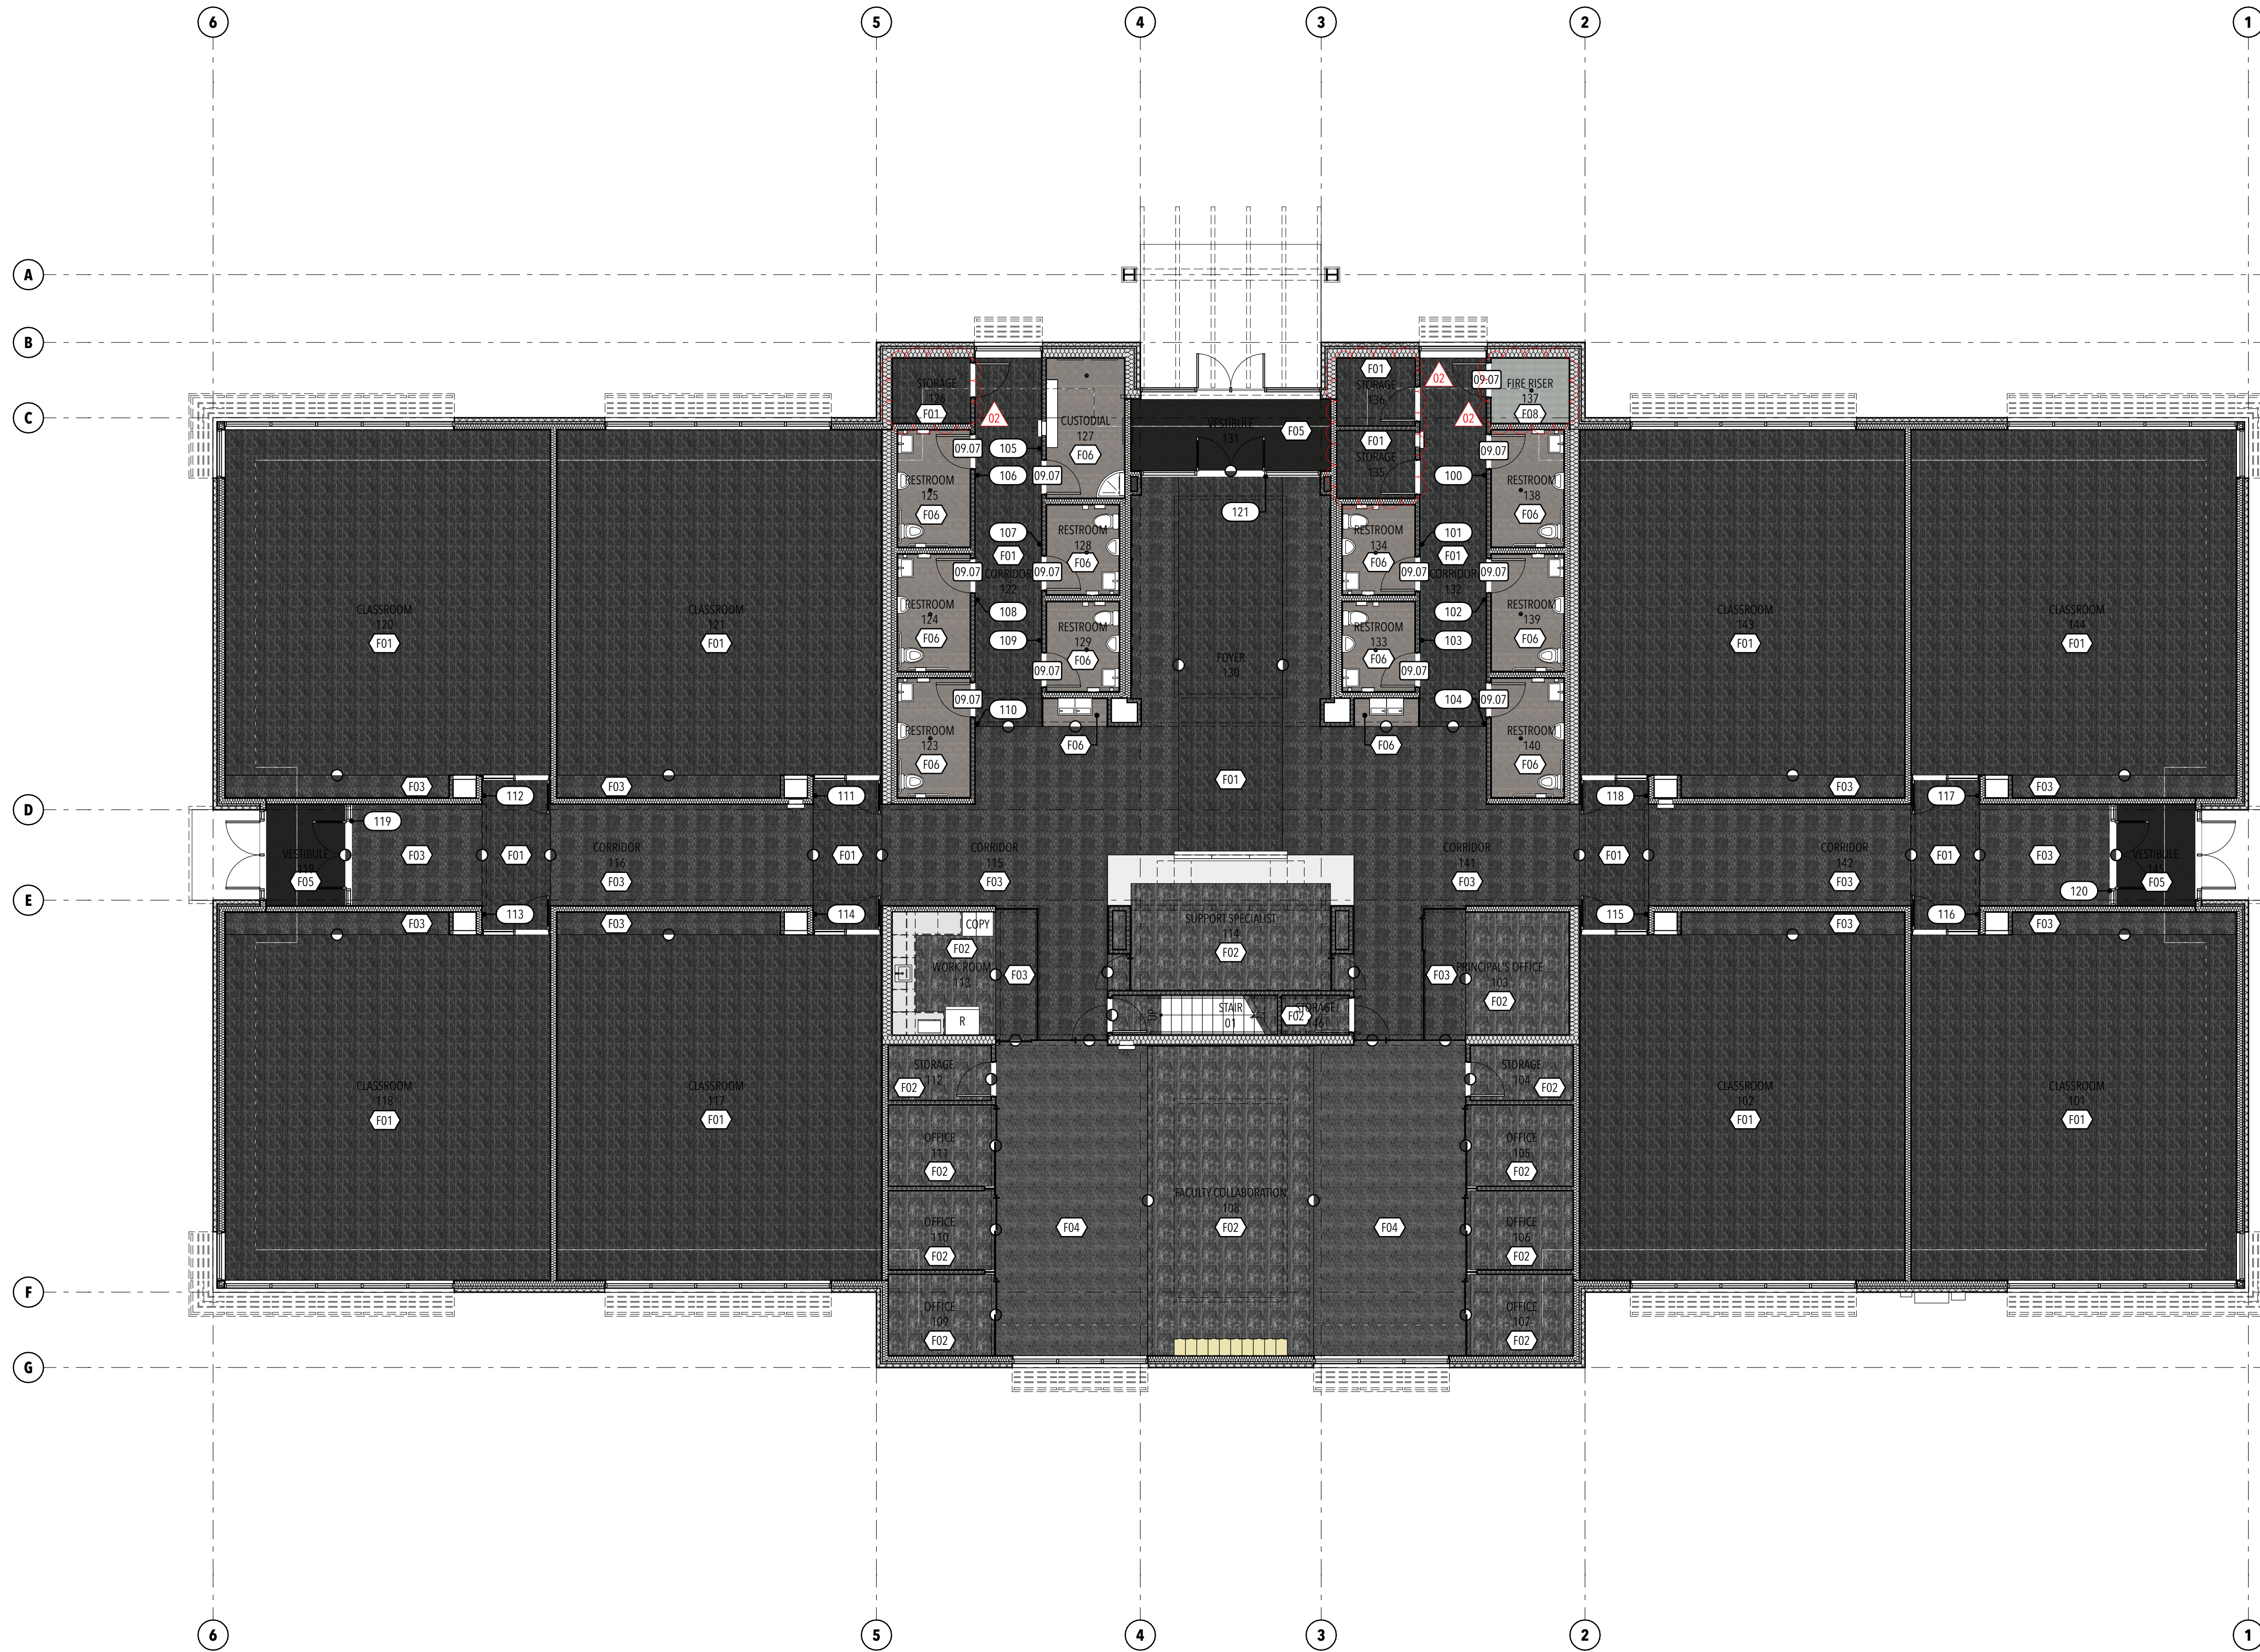 6
5
4
3
2
1
A
B
C
D
E
F
G
STORAGE
126
F01
02
CUSTODIAL
127
F06
VESTIBULE
131
F05
F01
STORAGE
136
F01
STORAGE
135
02
02
09.07
FIRE RISER
137
F08
09.07
105
106
09.07
RESTROOM
125
F06
107
F01
CORRIDOR
122
RESTROOM
128
F06
09.07
09.07
RESTROOM
124
F06
108
109
RESTROOM
129
F06
09.07
09.07
110
RESTROOM
123
F06
F06
121
FOYER
130
F01
RESTROOM
134
F06
09.07
RESTROOM
133
F06
09.07
F06
100
101
F01
CORRIDOR
132
102
103
104
09.07
RESTROOM
138
F06
09.07
RESTROOM
139
F06
09.07
RESTROOM
140
F06
CLASSROOM
120
F01
CLASSROOM
121
F01
CLASSROOM
143
F01
CLASSROOM
144
F01
F03
112
F03
111
118
F03
117
F03
119
VESTIBULE
F05
F03
F01
CORRIDOR
116
F03
F01
CORRIDOR
115
F03
CORRIDOR
141
F03
F01
CORRIDOR
142
F03
F01
F03
120
VESTIBULE
145
F05
F03
113
F03
114
115
F03
116
F03
COPY
F02
WORK ROOM
113
R
F03
SUPPORT SPECIALIST
114
F02
F03
PRINCIPAL'S OFFICE
103
F02
UP
STAIR
01
F02
STORAGE
146
CLASSROOM
118
F01
CLASSROOM
117
F01
STORAGE
112
F02
OFFICE
111
F02
OFFICE
110
F02
OFFICE
109
F02
F04
FACULTY COLLABORATION
108
F02
F04
STORAGE
104
F02
OFFICE
105
F02
OFFICE
106
F02
OFFICE
107
F02
CLASSROOM
102
F01
CLASSROOM
101
F01
6
5
4
3
2
1